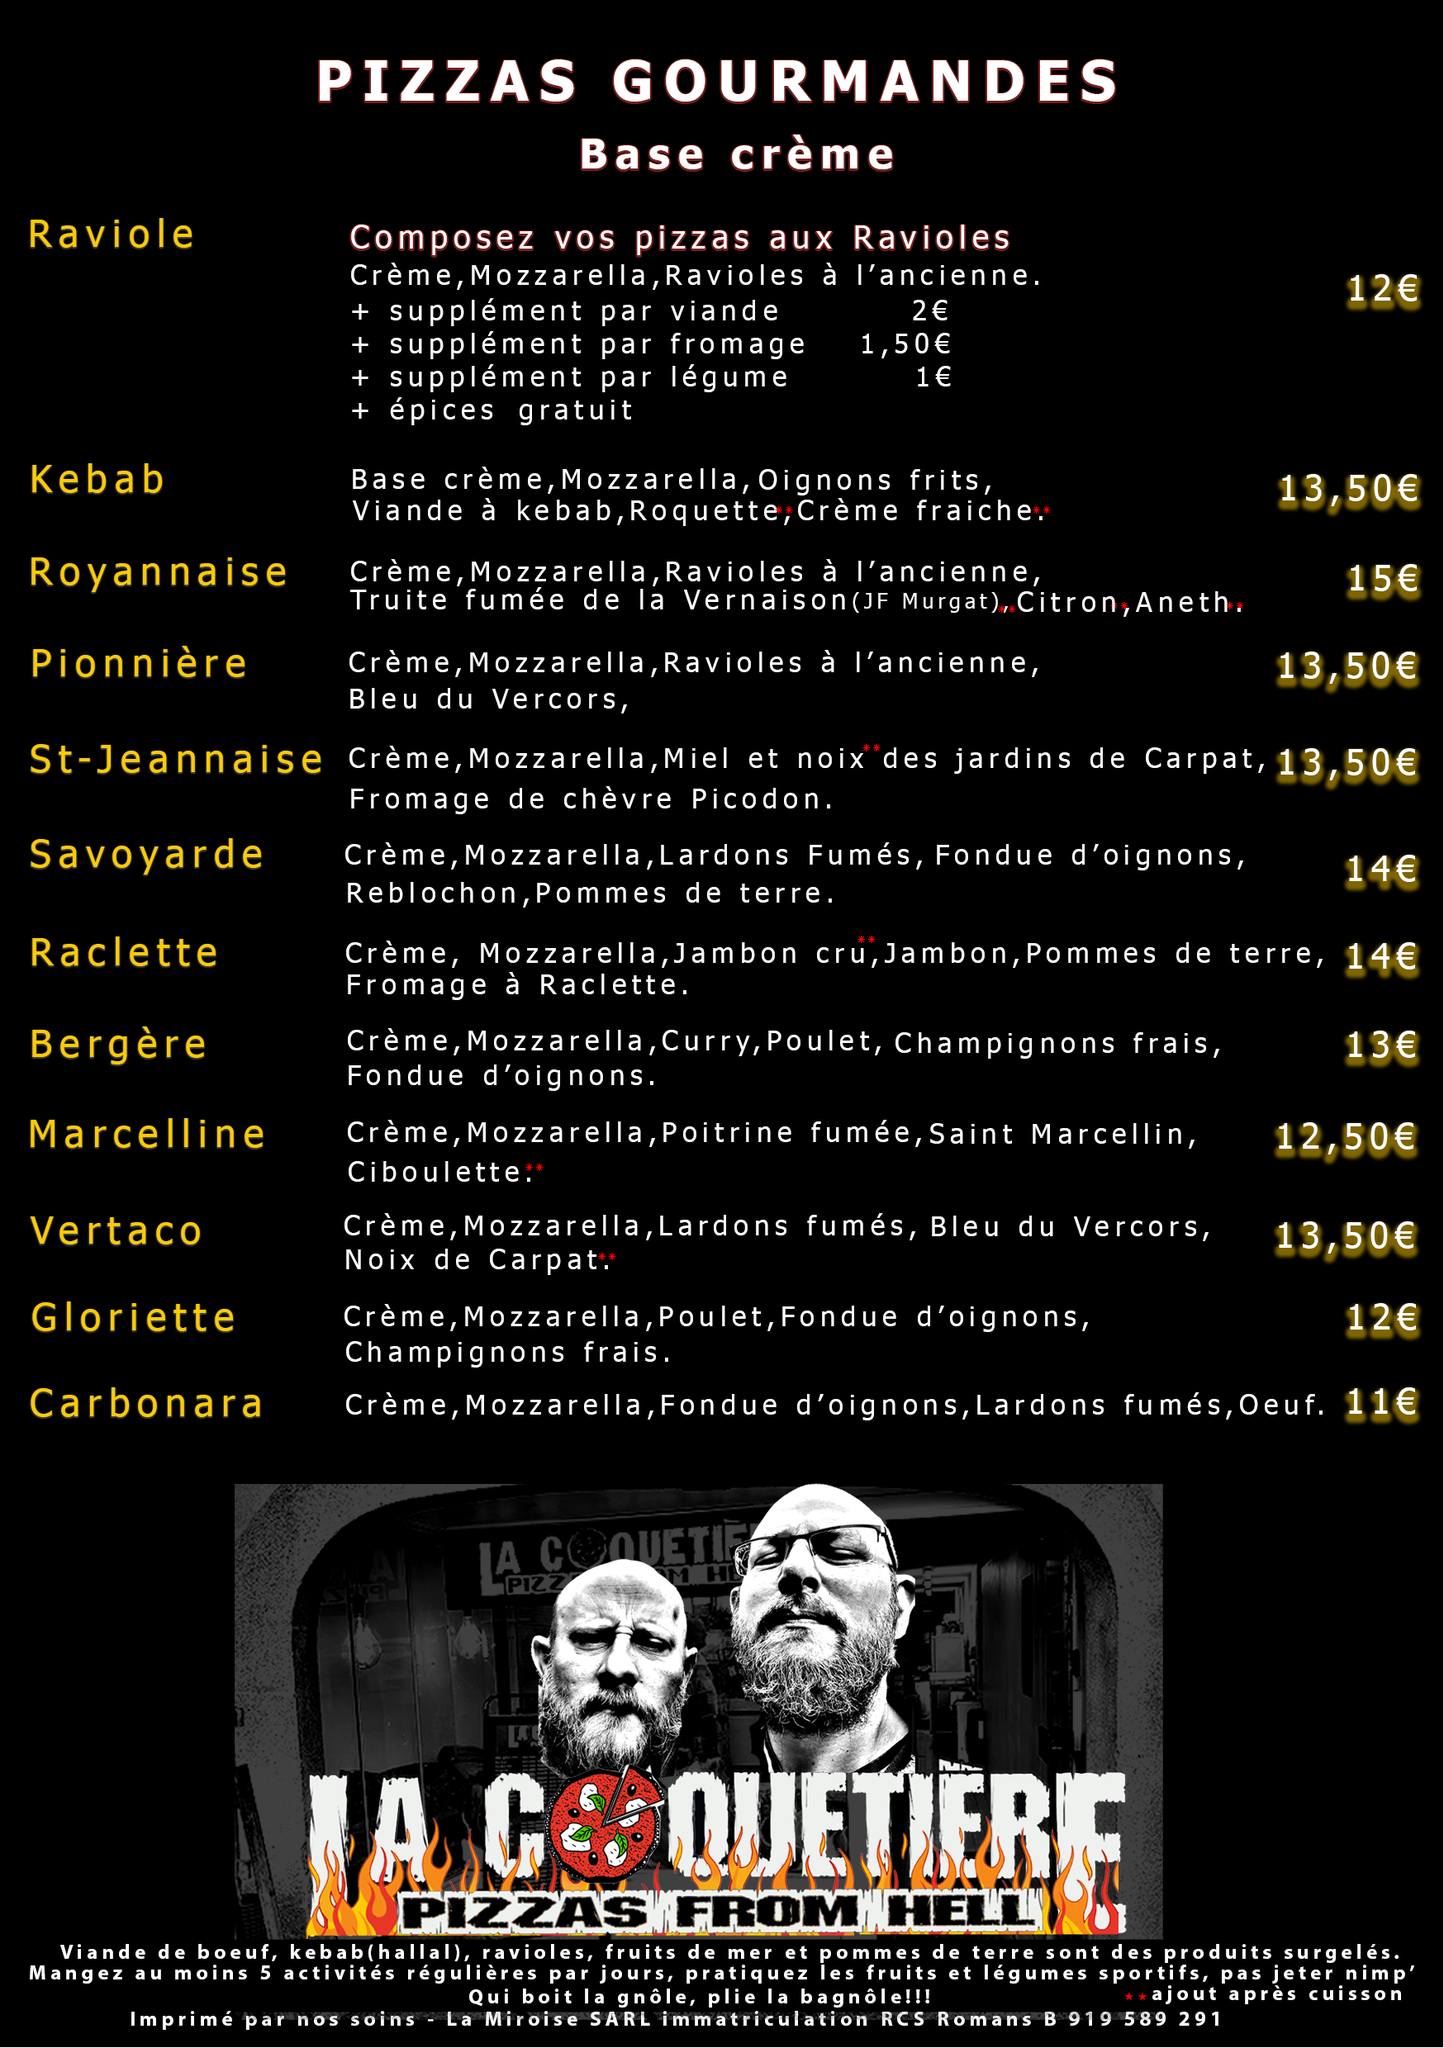 PIZZAS GOURMANDES
Base crème
Raviole
Composez vos pizzas aux Ravioles
Crème,Mozzarella,Ravioles à l'ancienne.
12€
+ supplément par viande 2€
+ supplément par fromage 1,50€
+ supplément par légume 1€
+ épices gratuit
Kebab
Base crème,Mozzarella,Oignons frits,
13,50€
Viande à kebab,Roquette**,Crème fraiche.**
Royannaise
Crème,Mozzarella,Ravioles à l'ancienne,
15€
Truite fumée de la Vernaison(JF Murgat)**,Citron**,Aneth**.
Pionnière
Crème,Mozzarella,Ravioles à l'ancienne,
13,50€
Bleu du Vercors,
St-Jeannaise
Crème,Mozzarella,Miel et noix**des jardins de Carpat,
13,50€
Fromage de chèvre Picodon.
Savoyarde
Crème,Mozzarella,Lardons Fumés, Fondue d'oignons,
14€
Reblochon,Pommes de terre.
Raclette
Crème, Mozzarella,Jambon cru**,Jambon,Pommes de terre,
14€
Fromage à Raclette.
Bergère
Crème,Mozzarella,Curry,Poulet, Champignons frais,
13€
Fondue d'oignons.
Marcelline
Crème,Mozzarella,Poitrine fumée,Saint Marcellin,
12,50€
Ciboulette.**
Vertaco
Crème,Mozzarella,Lardons fumés, Bleu du Vercors,
13,50€
Noix de Carpat.**
Gloriette
Crème,Mozzarella,Poulet,Fondue d'oignons,
12€
Champignons frais.
Carbonara
Crème,Mozzarella,Fondue d'oignons,Lardons fumés,Oeuf.
11€
LA COQUETIÈRE
PIZZAS FROM HELL
Viande de boeuf, kebab(hallal), ravioles, fruits de mer et pommes de terre sont des produits surgelés.
Mangez au moins 5 activités régulières par jours, pratiquez les fruits et légumes sportifs, pas jeter nimp'
Qui boit la gnôle, plie la bagnôle!!!
**ajout après cuisson
Imprimé par nos soins - La Miroise SARL immatriculation RCS Romans B 919 589 291